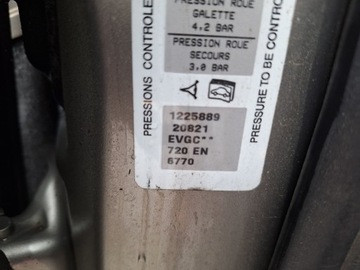 PRESSION ROUE
GALETTE
4.2 BAR
PRESSION ROUE
SECOURS
3.0 BAR
PRESSIONS CONTROLE
PRESSURE TO BE CONTROL
1225889
20821
EVGC**
720 EN
6770